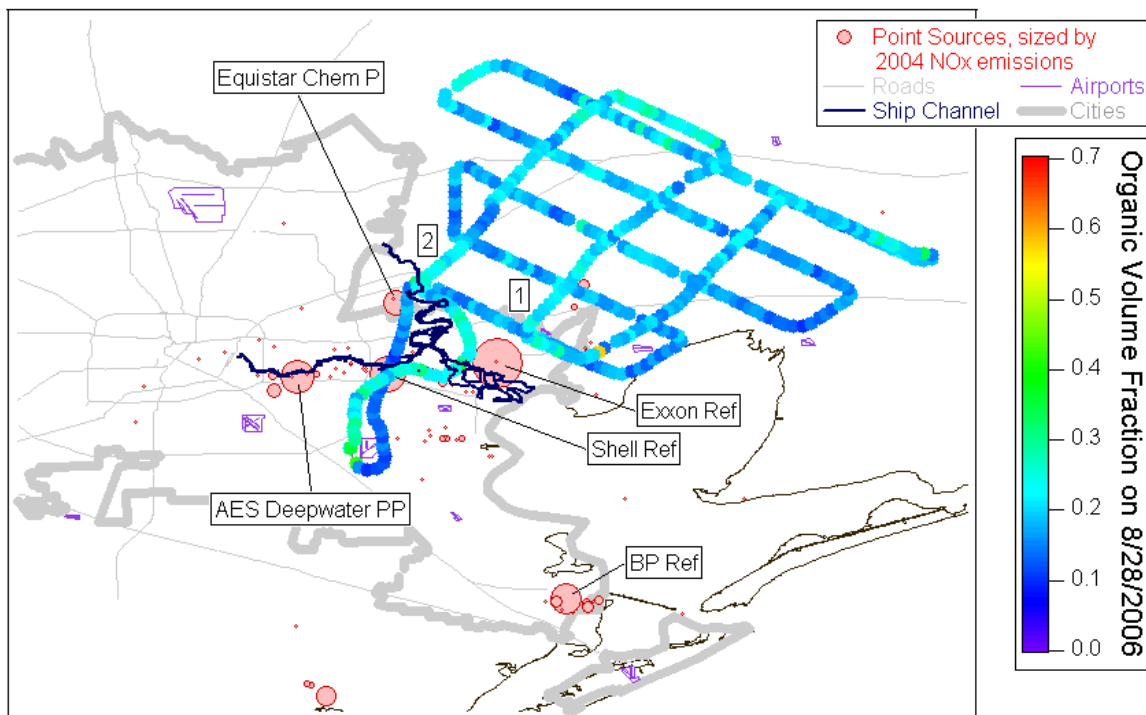 Point Sources, sized by
2004 NOx emissions
Roads
Airports
Ship Channel
Cities
Equistar Chem P
2
1
Exxon Ref
Shell Ref
AES Deepwater PP
BP Ref
0.7
0.6
0.5
0.4
0.3
0.2
0.1
0.0
Organic Volume Fraction on 8/28/2006